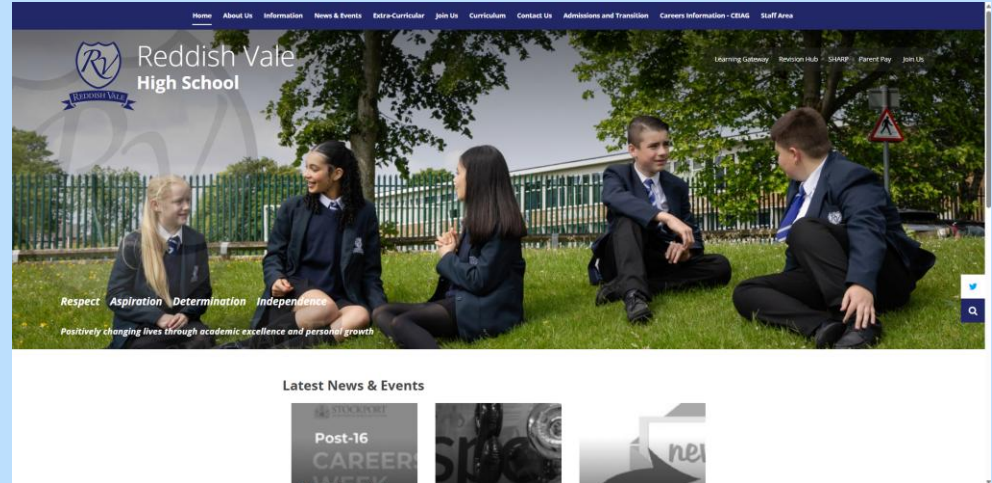 Home About Us Information News & Events Extra-Curricular Join Us Curriculum Contact Us Admissions and Transition Careers Information - CEIAG Staff Area
Learning Gateway Revision Hub SHARP Parent Pay Join Us
RV
REDDISH VALE
Reddish Vale
High School
Respect Aspiration Determination Independence
Positively changing lives through academic excellence and personal growth
Latest News & Events
STOCKPORT
Post-16
CAREERS
WEEK